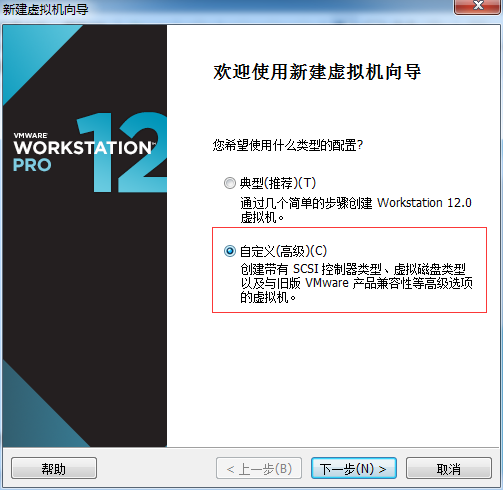 新建虚拟机向导
欢迎使用新建虚拟机向导
VMWARE
WORKSTATION™
PRO
12
您希望使用什么类型的配置?
典型(推荐)(T)
通过几个简单的步骤创建 Workstation 12.0
虚拟机。
自定义(高级)(C)
创建带有 SCSI 控制器类型、虚拟磁盘类型
以及与旧版 VMware 产品兼容性等高级选项
的虚拟机。
帮助
< 上一步(B)
下一步(N) >
取消